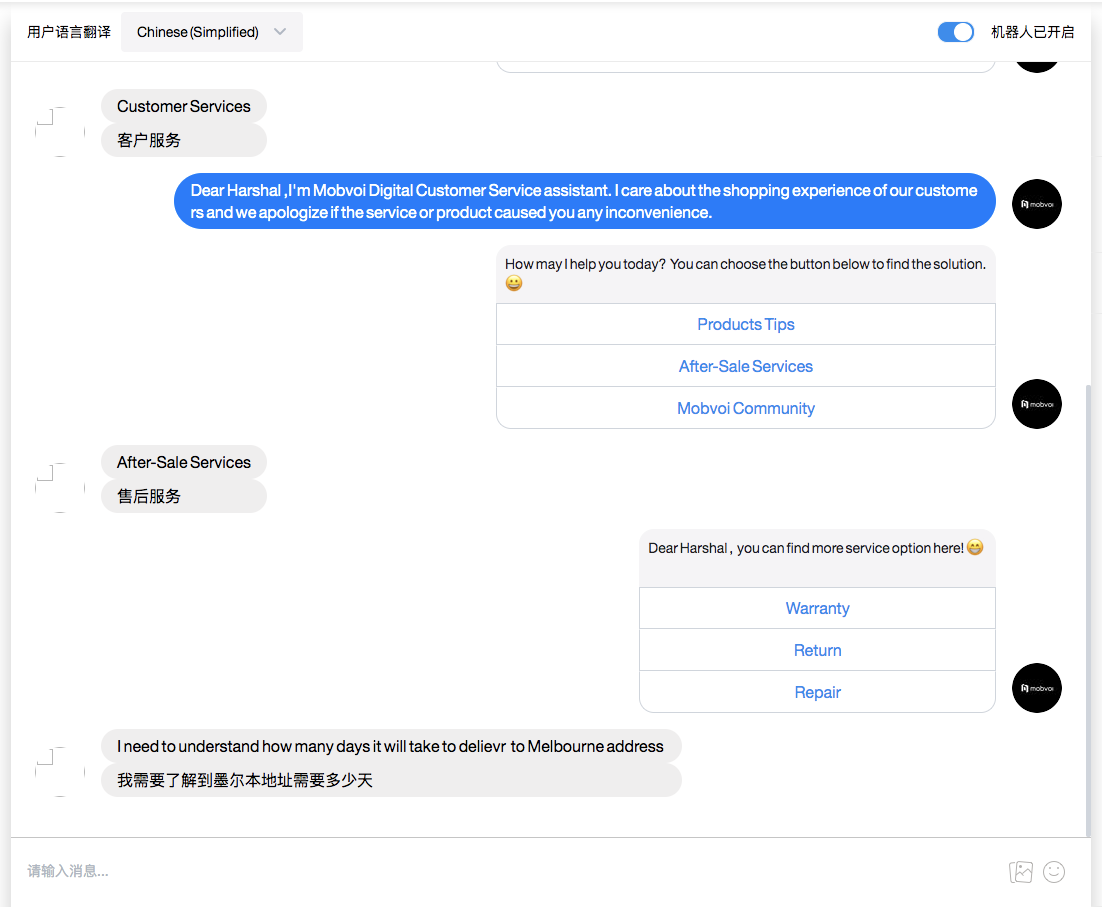 用户语言翻译
Chinese (Simplified)
机器人已开启
Customer Services
客户服务
Dear Harshal ,I'm Mobvoi Digital Customer Service assistant. I care about the shopping experience of our custome
rs and we apologize if the service or product caused you any inconvenience.
mobvoi
How may I help you today? You can choose the button below to find the solution.
😀
Products Tips
After-Sale Services
Mobvoi Community
mobvoi
After-Sale Services
售后服务
Dear Harshal , you can find more service option here! 😁
Warranty
Return
Repair
mobvoi
I need to understand how many days it will take to delievr to Melbourne address
我需要了解到墨尔本地址需要多少天
请输入消息...